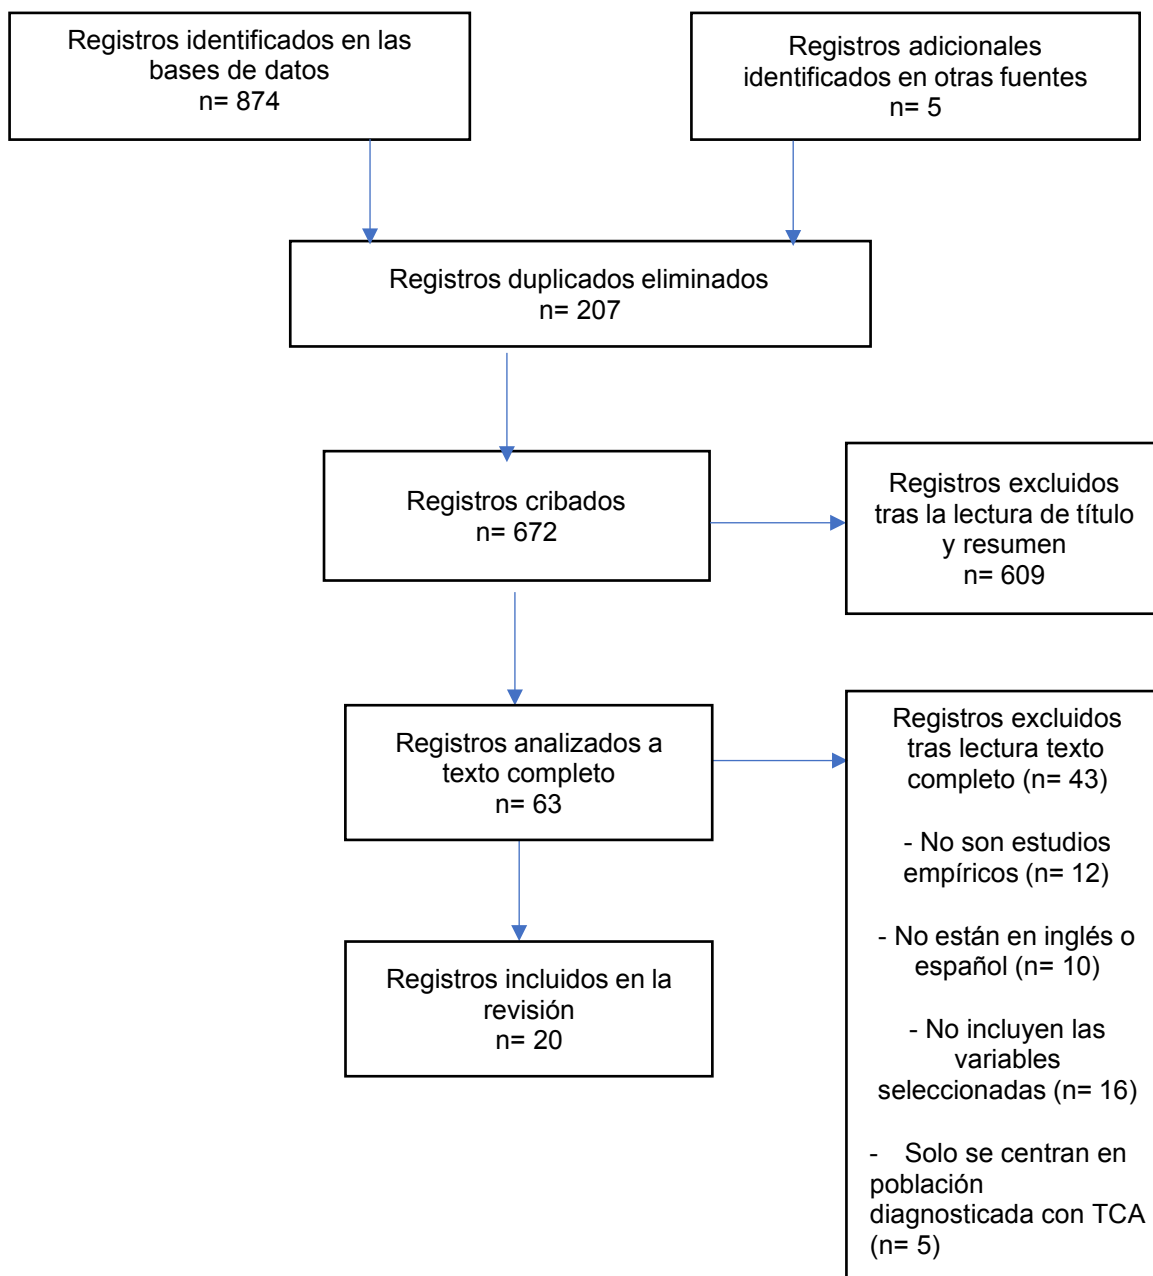 Registros identificados en las
bases de datos
n= 874
Registros adicionales
identificados en otras fuentes
n= 5
Registros duplicados eliminados
n= 207
Registros cribados
n= 672
Registros excluidos
tras la lectura de título
y resumen
n= 609
Registros analizados a
texto completo
n= 63
Registros excluidos
tras lectura texto
completo (n= 43)
- No son estudios
empíricos (n= 12)
- No están en inglés o
español (n= 10)
- No incluyen las
variables
seleccionadas (n= 16)
- Solo se centran en
población
diagnosticada con TCA
(n= 5)
Registros incluidos en la
revisión
n= 20